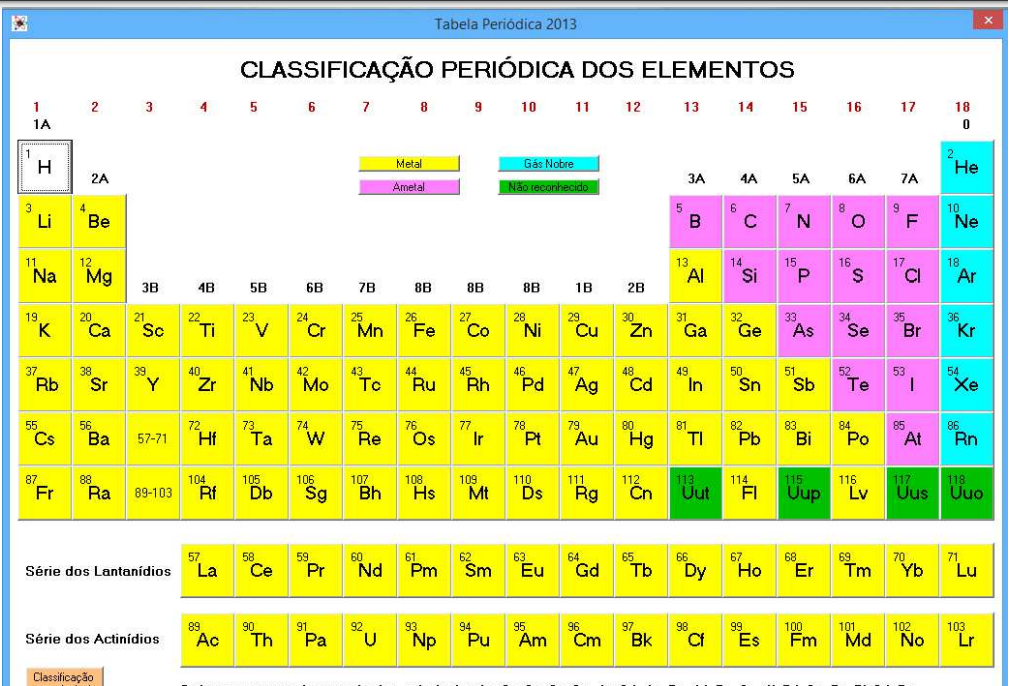 Tabela Periódica 2013
CLASSIFICAÇÃO PERIÓDICA DOS ELEMENTOS
1 2 3 4 5 6 7 8 9 10 11 12 13 14 15 16 17 18
1A 0
1 H 2A Metal Gás Nobre 3A 4A 5A 6A 7A 2 He
Ametal Não reconhecido
3 Li 4 Be 5 B 6 C 7 N 8 O 9 F 10 Ne
11 Na 12 Mg 3B 4B 5B 6B 7B 8B 8B 8B 1B 2B 13 Al 14 Si 15 P 16 S 17 Cl 18 Ar
19 K 20 Ca 21 Sc 22 Ti 23 V 24 Cr 25 Mn 26 Fe 27 Co 28 Ni 29 Cu 30 Zn 31 Ga 32 Ge 33 As 34 Se 35 Br 36 Kr
37 Rb 38 Sr 39 Y 40 Zr 41 Nb 42 Mo 43 Tc 44 Ru 45 Rh 46 Pd 47 Ag 48 Cd 49 In 50 Sn 51 Sb 52 Te 53 I 54 Xe
55 Cs 56 Ba 57-71 72 Hf 73 Ta 74 W 75 Re 76 Os 77 Ir 78 Pt 79 Au 80 Hg 81 Tl 82 Pb 83 Bi 84 Po 85 At 86 Rn
87 Fr 88 Ra 89-103 104 Rf 105 Db 106 Sg 107 Bh 108 Hs 109 Mt 110 Ds 111 Rg 112 Cn 113 Uut 114 Fl 115 Uup 116 Lv 117 Uus 118 Uuo
Série dos Lantanídios 57 La 58 Ce 59 Pr 60 Nd 61 Pm 62 Sm 63 Eu 64 Gd 65 Tb 66 Dy 67 Ho 68 Er 69 Tm 70 Yb 71 Lu
Série dos Actinídios 89 Ac 90 Th 91 Pa 92 U 93 Np 94 Pu 95 Am 96 Cm 97 Bk 98 Cf 99 Es 100 Fm 101 Md 102 No 103 Lr
Classificação